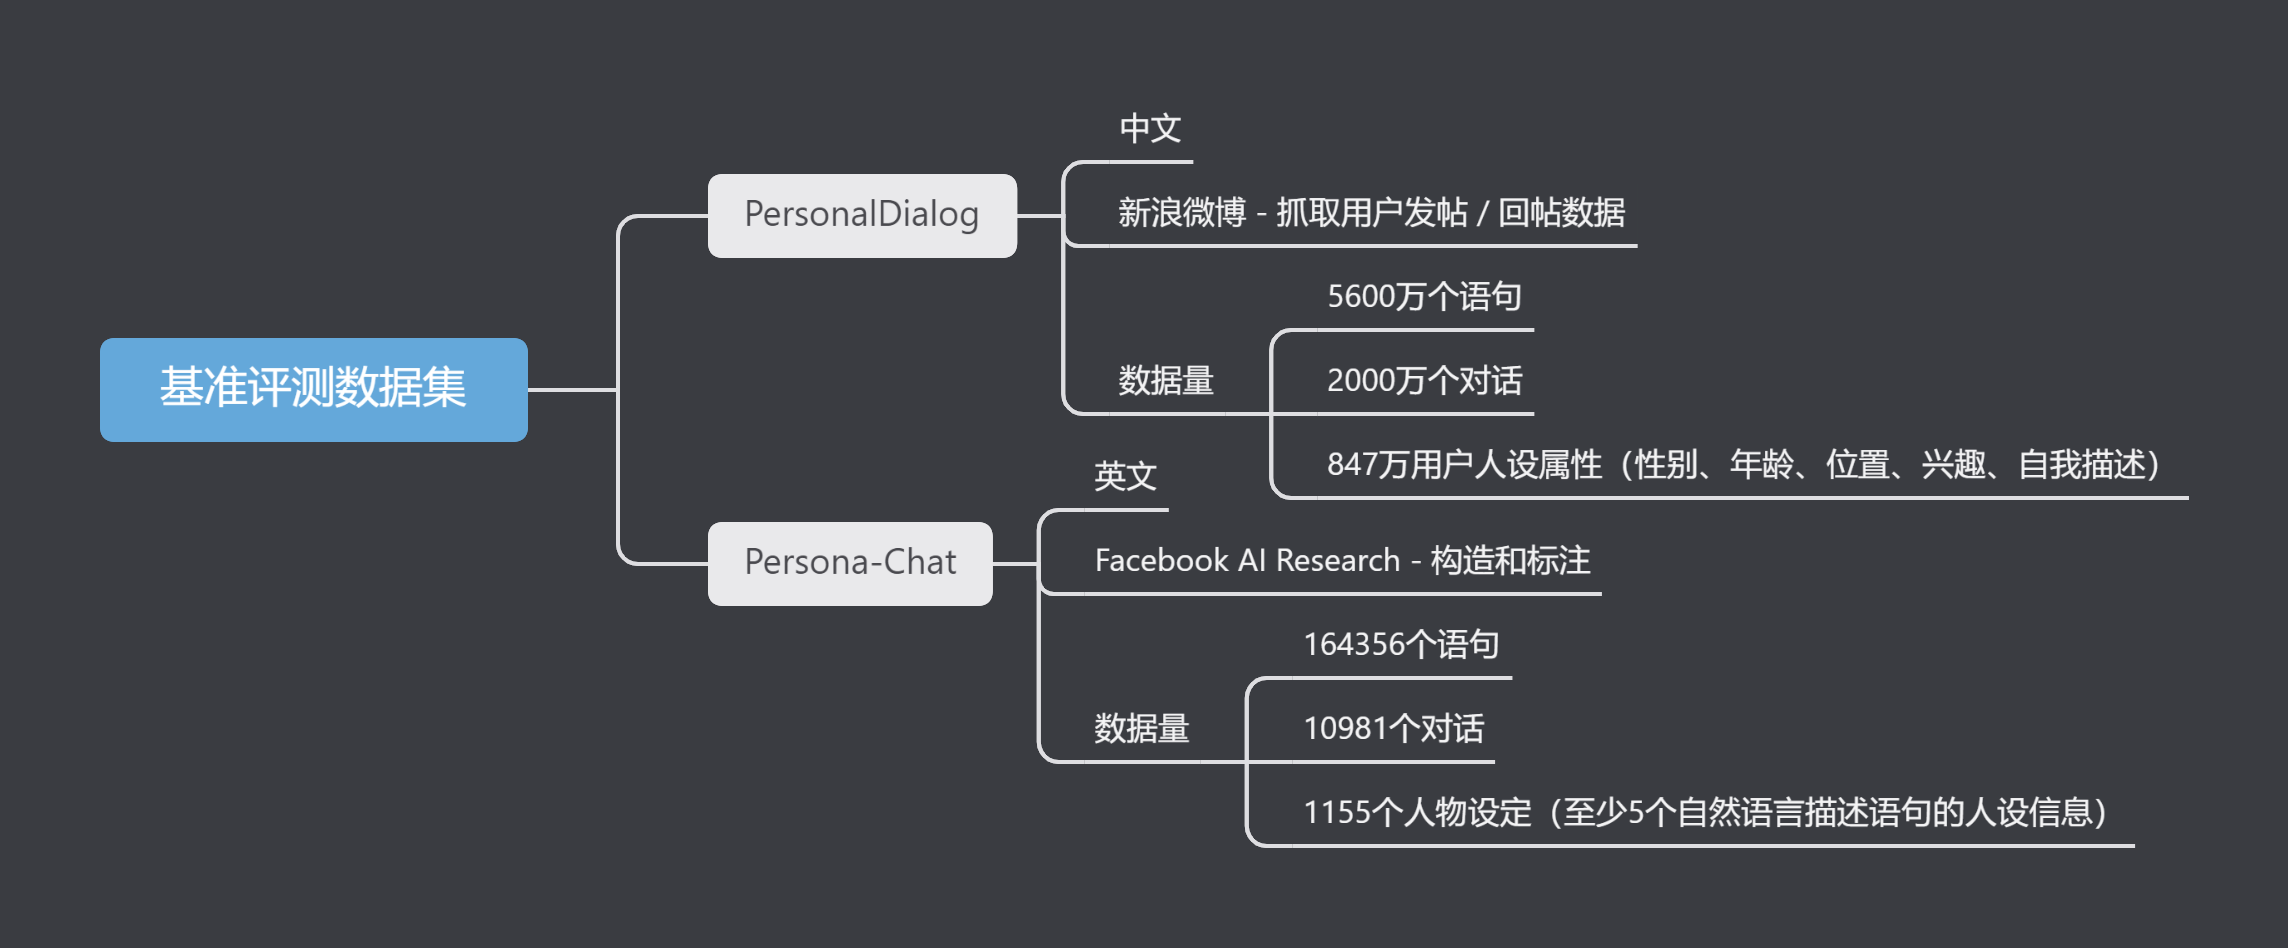 基准评测数据集
PersonalDialog
中文
新浪微博 - 抓取用户发帖 / 回帖数据
数据量
5600万个语句
2000万个对话
847万用户人设属性（性别、年龄、位置、兴趣、自我描述）
Persona-Chat
英文
Facebook AI Research - 构造和标注
数据量
164356个语句
10981个对话
1155个人物设定（至少5个自然语言描述语句的人设信息）